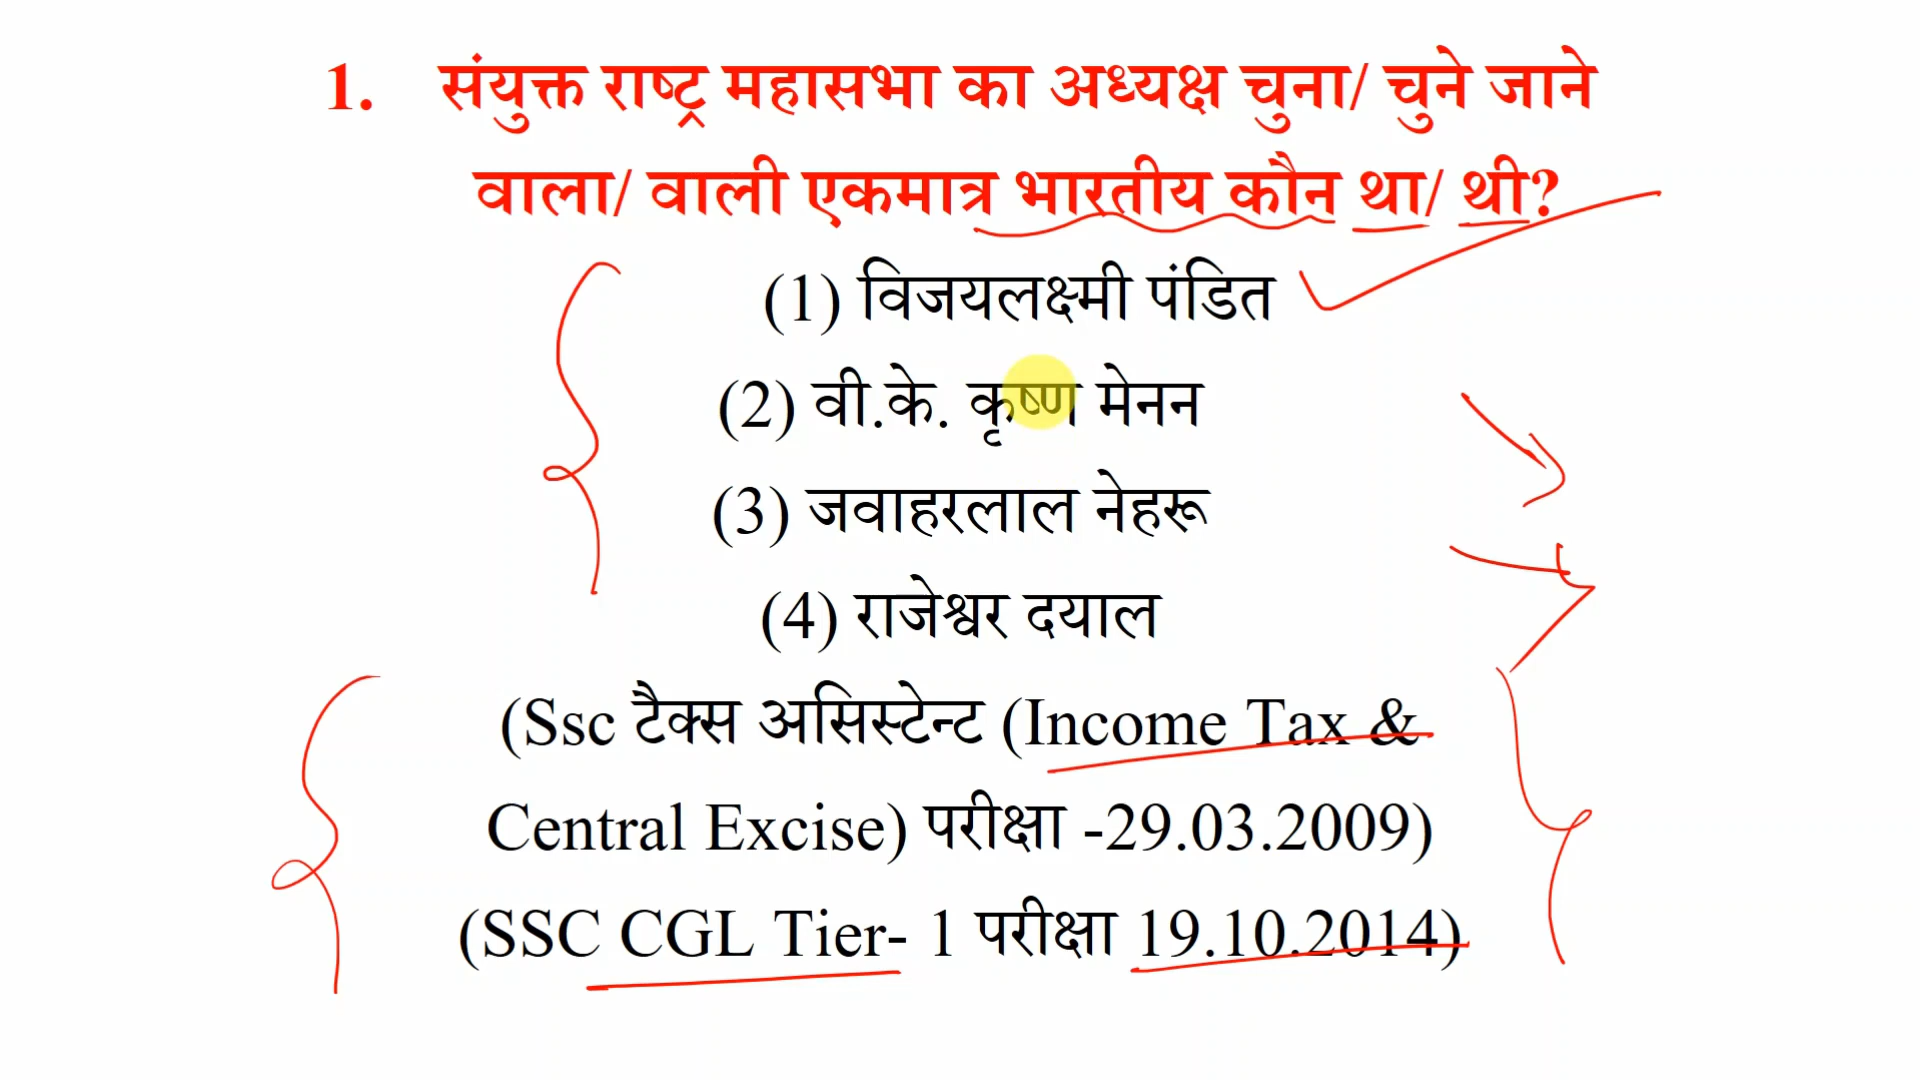 1. संयुक्त राष्ट्र महासभा का अध्यक्ष चुना/ चुने जाने
वाला/ वाली एकमात्र भारतीय कौन था/ थी?
(1) विजयलक्ष्मी पंडित
(2) वी.के. कृष्ण मेनन
(3) जवाहरलाल नेहरू
(4) राजेश्वर दयाल
(Ssc टैक्स असिस्टेन्ट (Income Tax &
Central Excise) परीक्षा -29.03.2009)
(SSC CGL Tier- 1 परीक्षा 19.10.2014)